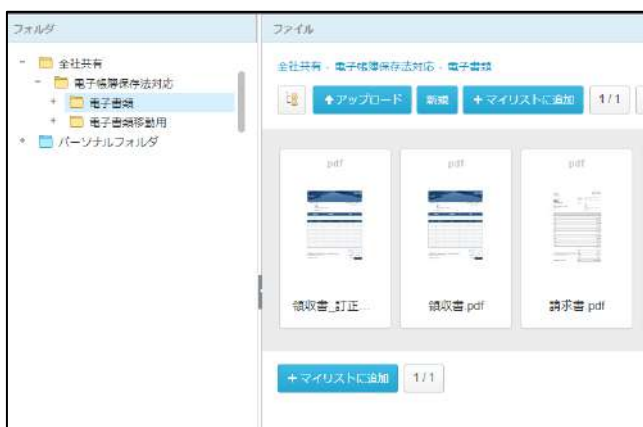 フォルダ
全社共有
電子帳簿保存法対応
電子書類
電子書類移動用
パーソナルフォルダ
ファイル
全社共有 › 電子帳簿保存法対応 › 電子書類
アップロード 新規 +マイリストに追加 1/1
pdf pdf pdf
領収書_訂正... 領収書.pdf 請求書.pdf
+マイリストに追加 1/1